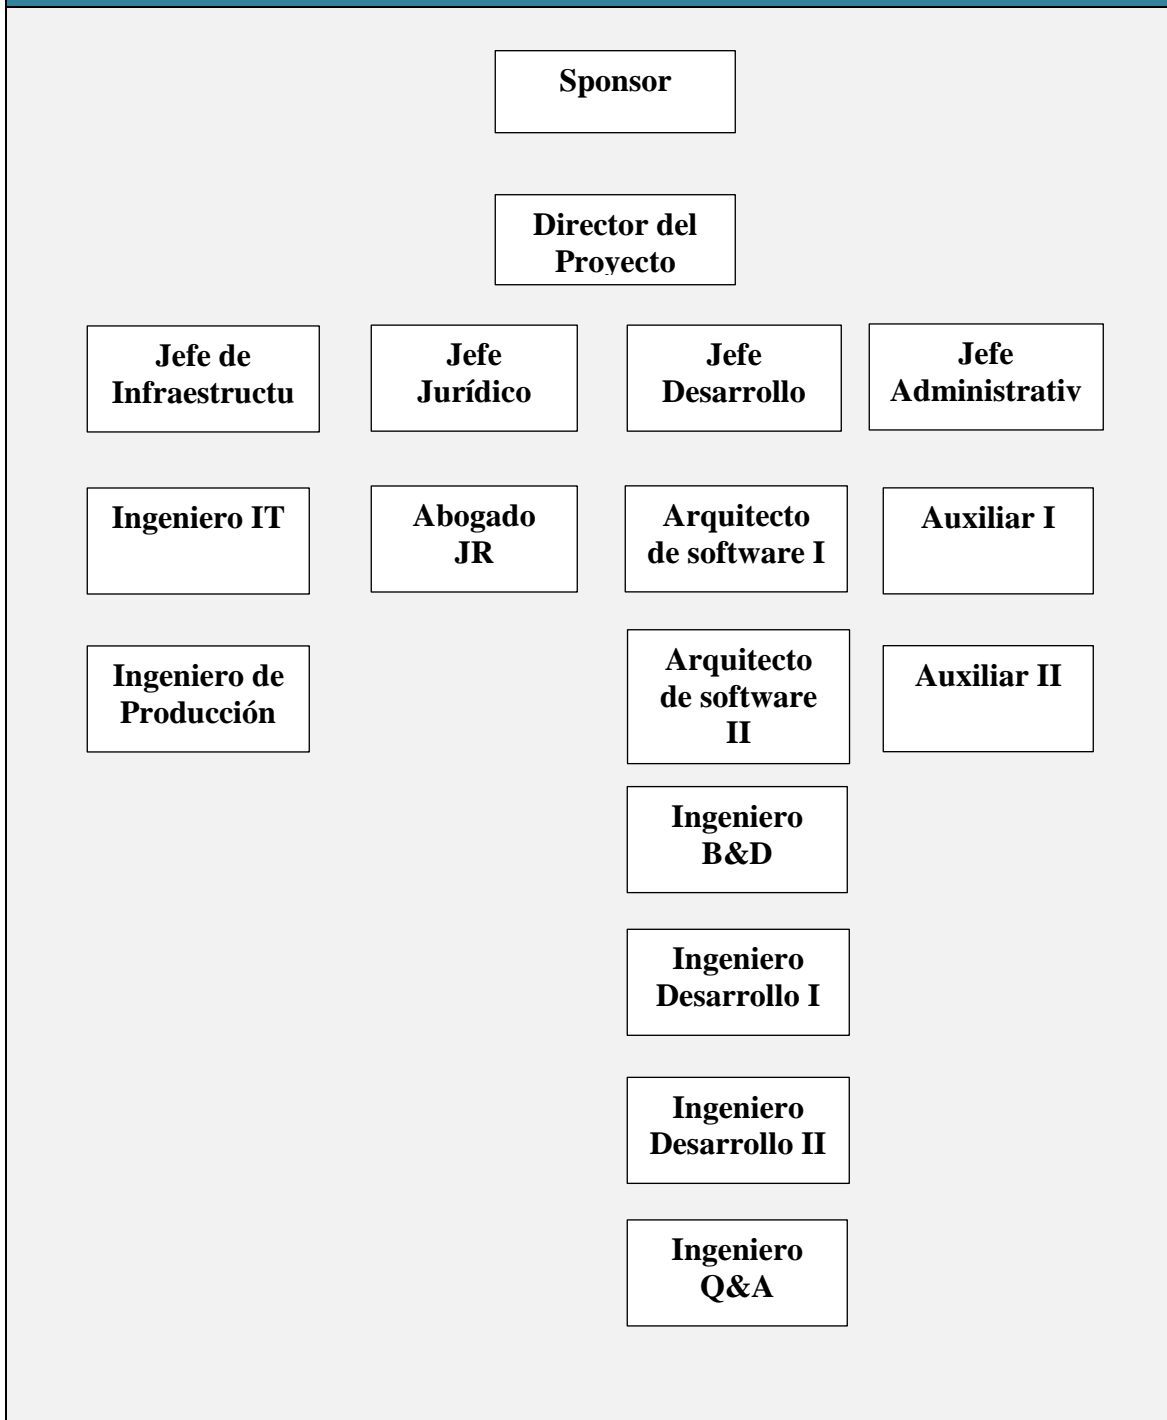 Sponsor
Director del
Proyecto
Jefe de
Infraestructu
Jefe
Jurídico
Jefe
Desarrollo
Jefe
Administrativ
Ingeniero IT
Abogado
JR
Arquitecto
de software I
Auxiliar I
Ingeniero de
Producción
Arquitecto
de software
II
Auxiliar II
Ingeniero
B&D
Ingeniero
Desarrollo I
Ingeniero
Desarrollo II
Ingeniero
Q&A